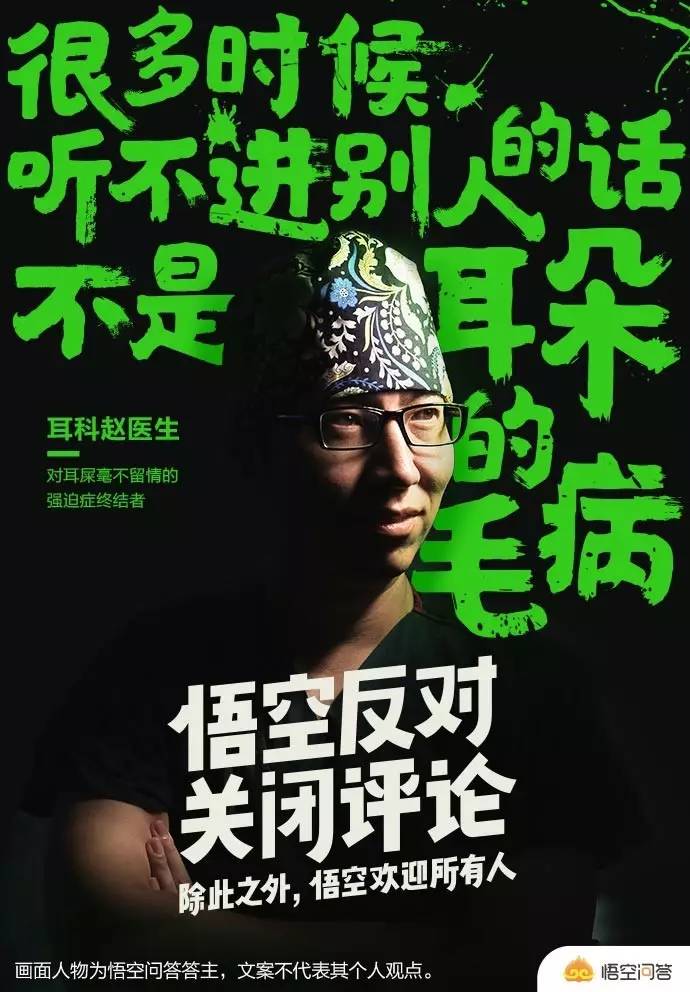 很多时候，
听不进别人的话
不是耳朵
的毛病
耳科赵医生
对耳屎毫不留情的
强迫症终结者
悟空反对
关闭评论
除此之外，悟空欢迎所有人
画面人物为悟空问答答主，文案不代表其个人观点。
悟空问答